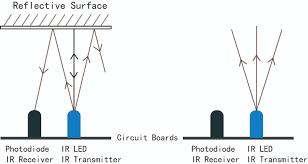 Reflective Surface
Circuit Boards
Photodiode IR LED
IR Receiver IR Transmitter
Photodiode IR LED
IR Receiver IR Transmitter